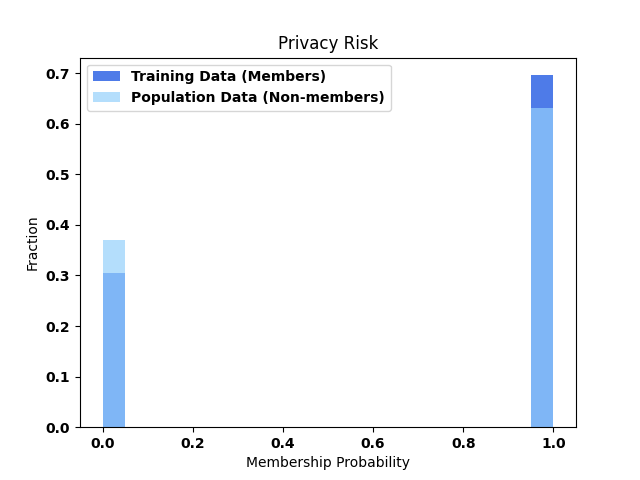 Privacy Risk
Training Data (Members)
Population Data (Non-members)
0.7
0.6
0.5
0.4
0.3
0.2
0.1
0.0
Fraction
0.0 0.2 0.4 0.6 0.8 1.0
Membership Probability